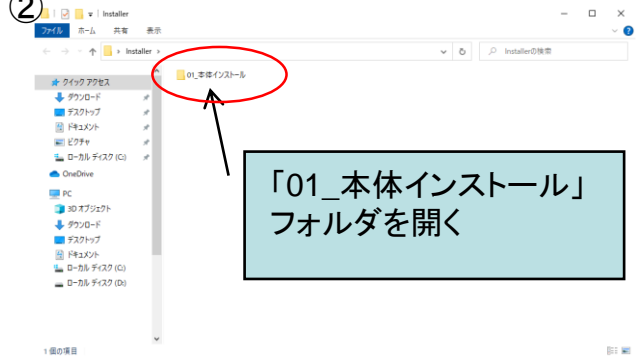 ②
Installer
ファイル ホーム 共有 表示
Installer
Installerの検索
クイック アクセス
01_本体インストール
ダウンロード
デスクトップ
ドキュメント
ピクチャ
ローカル ディスク (C:)
OneDrive
PC
3D オブジェクト
ダウンロード
デスクトップ
ドキュメント
ローカル ディスク (C:)
ローカル ディスク (D:)
「01_本体インストール」
フォルダを開く
1 個の項目